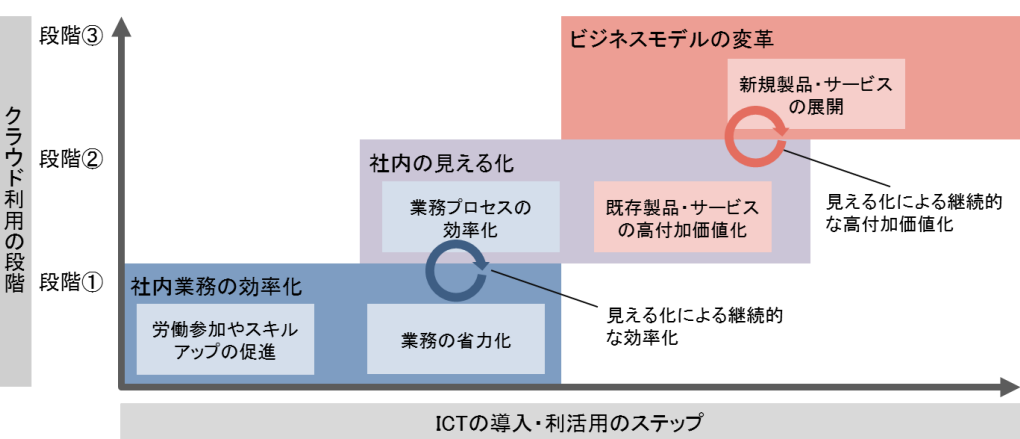 クラウド利用の段階
段階③
ビジネスモデルの変革
新規製品・サービス
の展開
段階②
社内の見える化
業務プロセスの
効率化
既存製品・サービス
の高付加価値化
見える化による継続的
な高付加価値化
段階①
社内業務の効率化
労働参加やスキル
アップの促進
業務の省力化
見える化による継続的
な効率化
ICTの導入・利活用のステップ